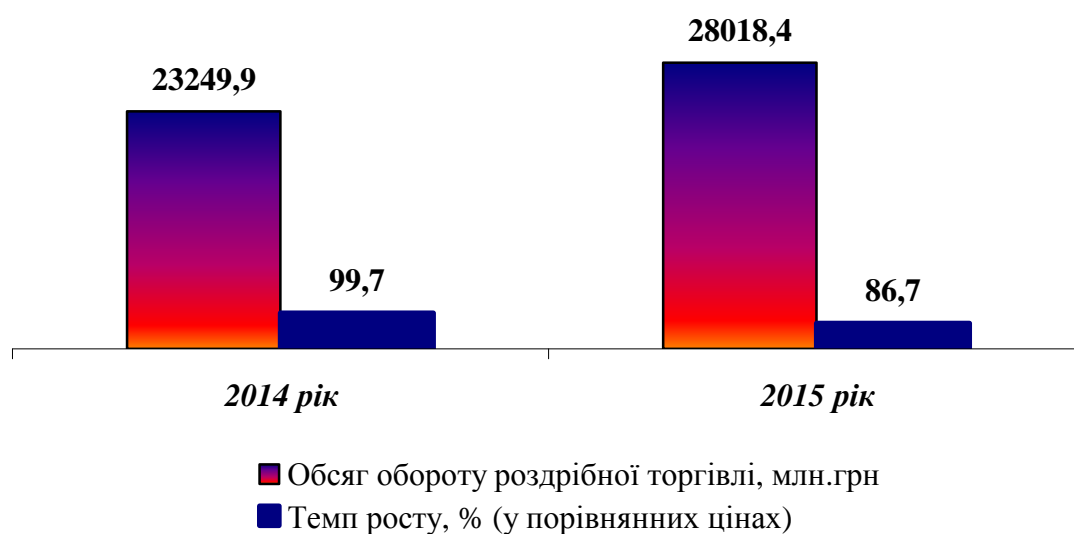 28018,4
23249,9
99,7
86,7
2014 рік
2015 рік
Обсяг обороту роздрібної торгівлі, млн.грн
Темп росту, % (у порівнянних цінах)